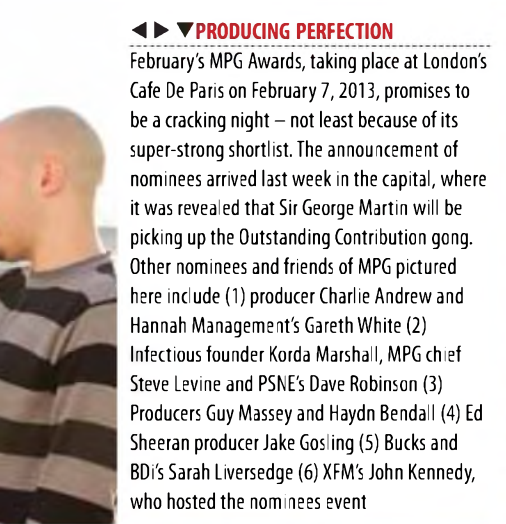 ◀ ▶ ▼PRODUCING PERFECTION
February's MPG Awards, taking place at London's
Cafe De Paris on February 7, 2013, promises to
be a cracking night – not least because of its
super-strong shortlist. The announcement of
nominees arrived last week in the capital, where
it was revealed that Sir George Martin will be
picking up the Outstanding Contribution gong.
Other nominees and friends of MPG pictured
here include (1) producer Charlie Andrew and
Hannah Management's Gareth White (2)
Infectious founder Korda Marshall, MPG chief
Steve Levine and PSNE's Dave Robinson (3)
Producers Guy Massey and Haydn Bendall (4) Ed
Sheeran producer Jake Gosling (5) Bucks and
BDi's Sarah Liversedge (6) XFM's John Kennedy,
who hosted the nominees event